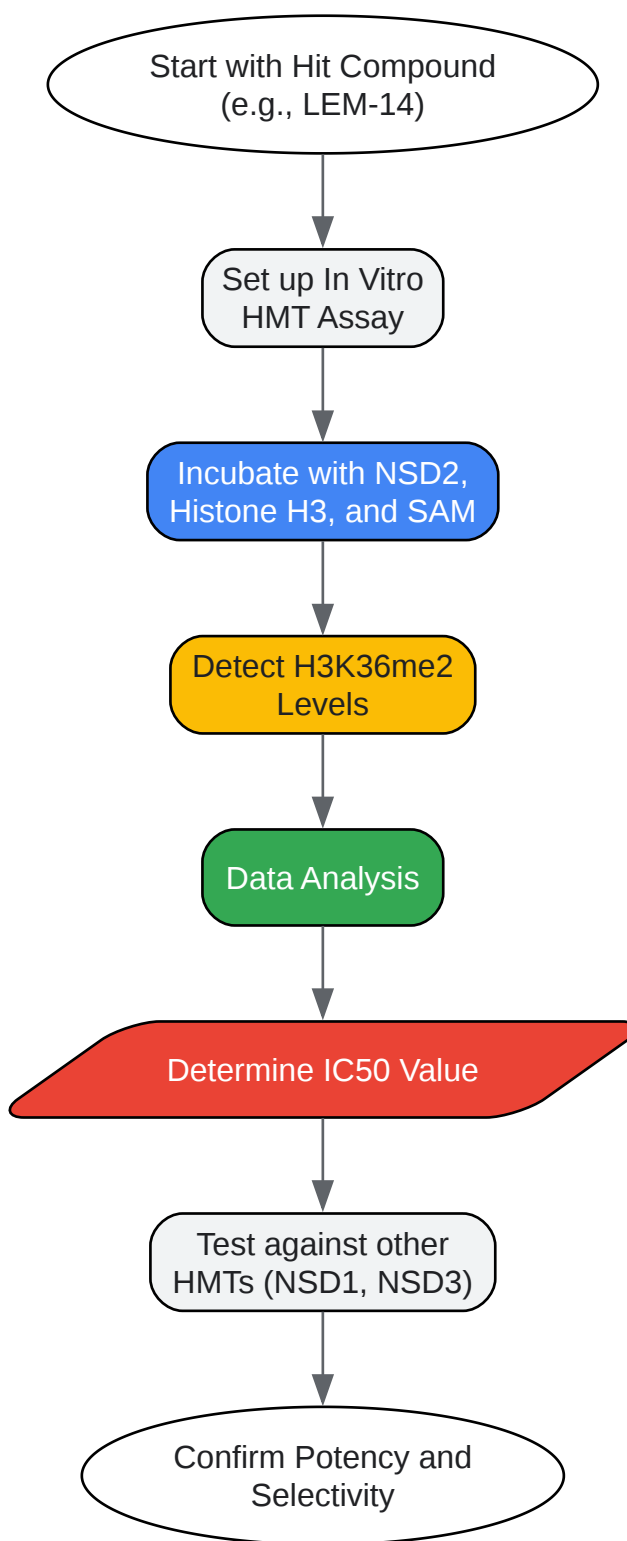 Start with Hit Compound
(e.g., LEM-14)
Set up In Vitro
HMT Assay
Incubate with NSD2,
Histone H3, and SAM
Detect H3K36me2
Levels
Data Analysis
Determine IC50 Value
Test against other
HMTs (NSD1, NSD3)
Confirm Potency and
Selectivity